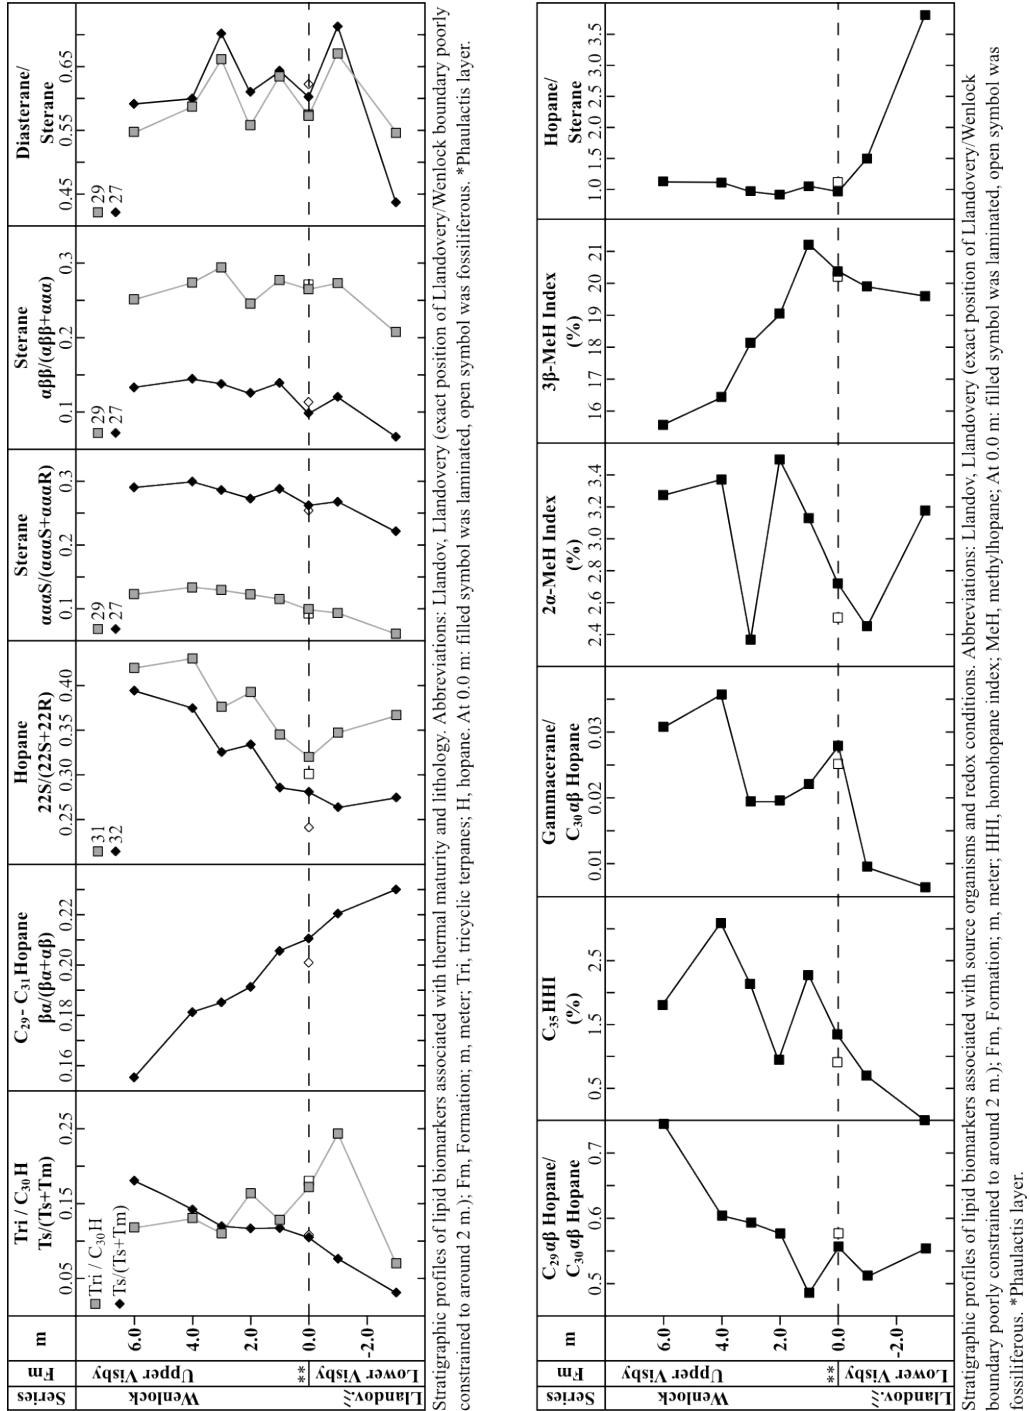 Series
Fm
m
Tri / C₃₀H
Ts/(Ts+Tm)
C₂₉- C₃₁Hopane
βα/(βα+αβ)
Hopane
22S/(22S+22R)
Sterane
αααS/(αααS+αααR)
Sterane
αββ/(αββ+ααα)
Diasterane/
Sterane
0.05 0.15 0.25
0.16 0.18 0.20 0.22
0.25 0.30 0.35 0.40
0.1 0.2 0.3
0.1 0.2 0.3
0.45 0.55 0.65
Tri / C₃₀H
Ts/(Ts+Tm)
31
32
29
27
29
27
29
27
Wenlock
Upper Visby
Llandov.
Lower Visby
**
6.0
4.0
2.0
0.0
-2.0
Stratigraphic profiles of lipid biomarkers associated with thermal maturity and lithology. Abbreviations: Llandov, Llandovery (exact position of Llandovery/Wenlock boundary poorly
constrained to around 2 m.); Fm, Formation; m, meter; Tri, tricyclic terpanes; H, hopane. At 0.0 m: filled symbol was laminated, open symbol was fossiliferous. *Phaulactis layer.
Series
Fm
m
C₂₉αβ Hopane/
C₃₀αβ Hopane
C₃₅HHI
(%)
Gammacerane/
C₃₀αβ Hopane
2α-MeH Index
(%)
3β-MeH Index
(%)
Hopane/
Sterane
0.5 0.6 0.7
0.5 1.5 2.5
0.01 0.02 0.03
2.4 2.6 2.8 3.0 3.2 3.4
16 17 18 19 20 21
1.0 1.5 2.0 2.5 3.0 3.5
Wenlock
Upper Visby
Llandov.
Lower Visby
**
6.0
4.0
2.0
0.0
-2.0
Stratigraphic profiles of lipid biomarkers associated with source organisms and redox conditions. Abbreviations: Llandov, Llandovery (exact position of Llandovery/Wenlock
boundary poorly constrained to around 2 m.); Fm, Formation; m, meter; HHI, homohopane index; MeH, methylhopane; At 0.0 m: filled symbol was laminated, open symbol was
fossiliferous. *Phaulactis layer.